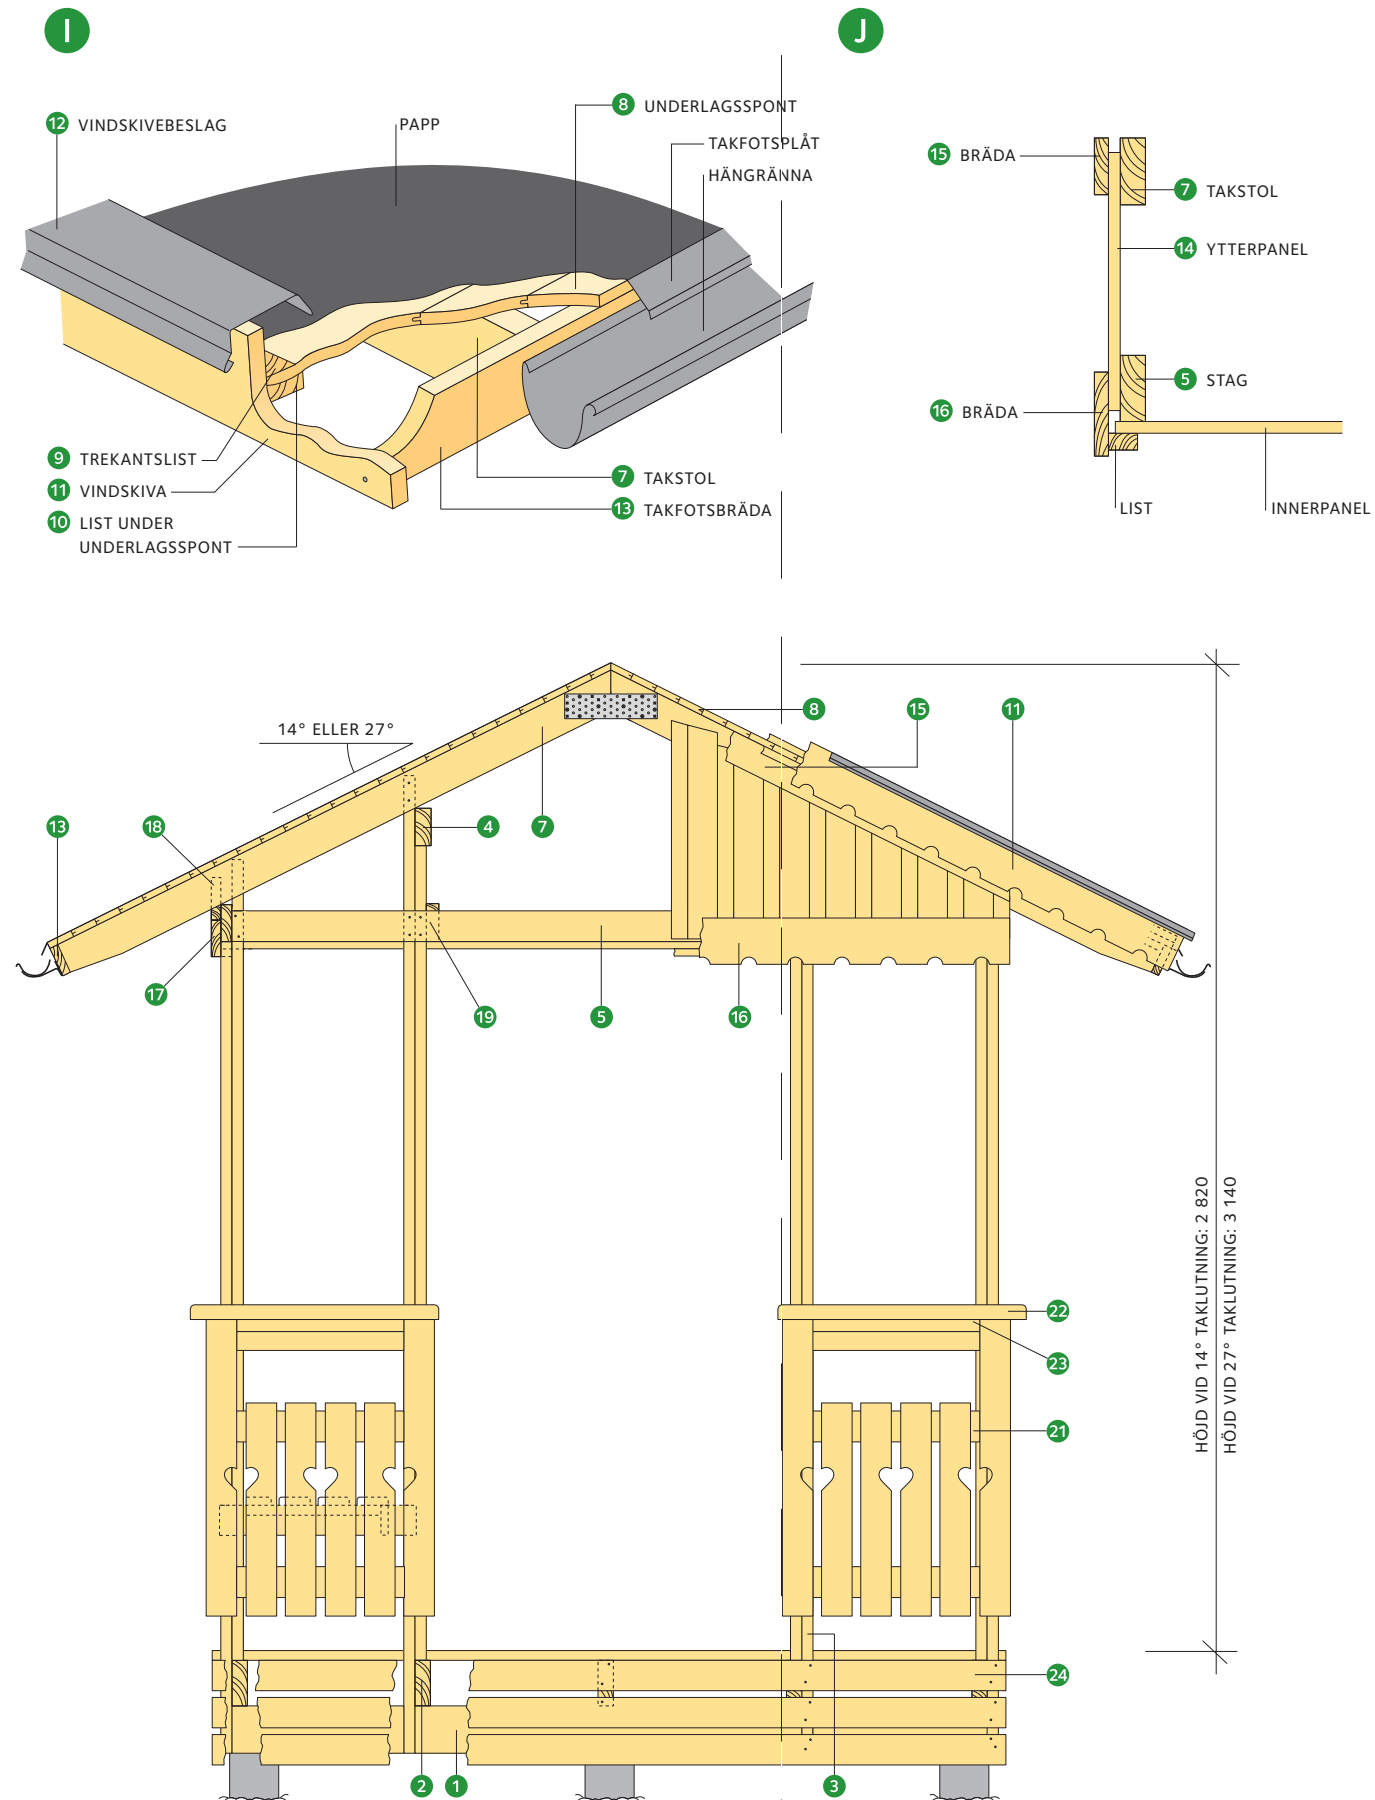 I
J
12 VINDSKIVEBESLAG
PAPP
8 UNDERLAGSSPONT
TAKFOTSPLÅT
HÄNGRÄNNA
9 TREKANTSLIST
11 VINDSKIVA
10 LIST UNDER
UNDERLAGSSPONT
7 TAKSTOL
13 TAKFOTSBRÄDA
15 BRÄDA
7 TAKSTOL
14 YTTERPANEL
5 STAG
16 BRÄDA
LIST
INNERPANEL
14° ELLER 27°
8
15
11
13
18
4
7
17
19
5
16
HÖJD VID 14° TAKLUTNING: 2 820
HÖJD VID 27° TAKLUTNING: 3 140
22
23
21
24
2
1
3